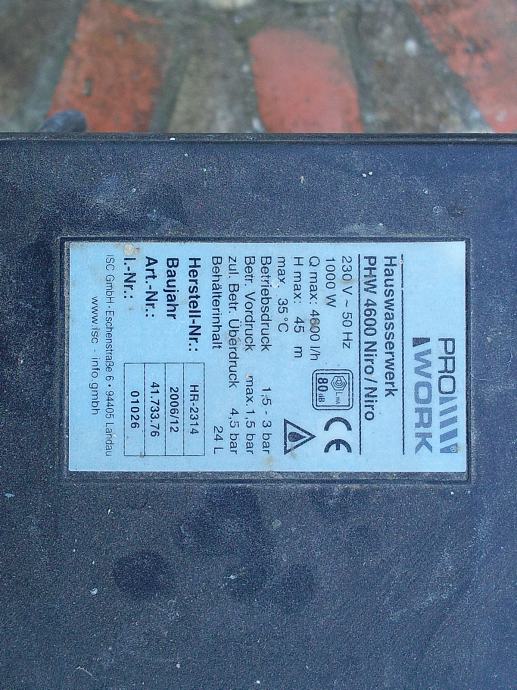 PRO
WORK
Hauswasserwerk
PHW 4600 Niro / Niro
230 V ~ 50 Hz
1000 W
Q max: 4600 l/h
H max: 45 m
max. 35 °C
80 dB
CE
Betriebsdruck 1,5 - 3 bar
Betr. Vordruck max.1,5 bar
zul. Betr. Überdruck 4,5 bar
Behälterinhalt 24 L
Herstell-Nr.: HR-2314
Baujahr 2006/12
Art.-Nr.: 41.733.76
I.-Nr.: 01026
ISC GmbH · Eschenstraße 6 · 94405 Landau
www.isc - info.gmbh